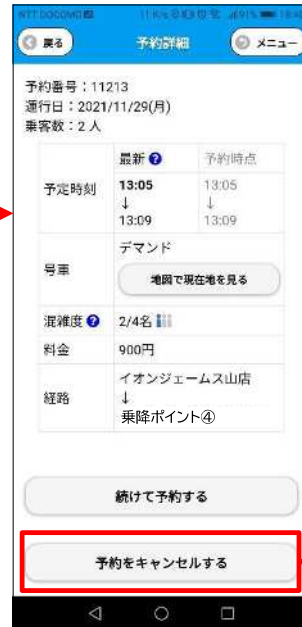 NTT DOCOMO
戻る
予約詳細
メニュー
予約番号：11213
運行日：2021/11/29(月)
乗客数：2人
最新 ? 予約時点
予定時刻 13:05 13:05
↓ ↓
13:09 13:09
デマンド
号車
地図で現在地を見る
混雑度 ? 2/4名
料金 900円
イオンジェームス山店
経路 ↓
乗降ポイント④
続けて予約する
予約をキャンセルする